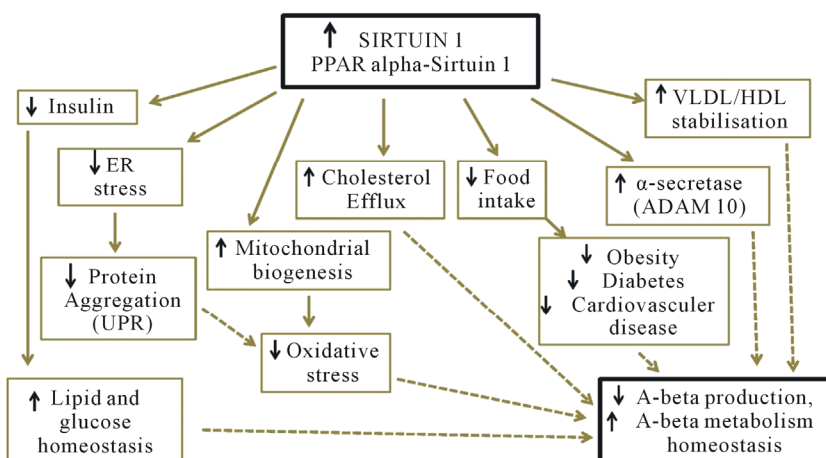 ↑ SIRTUIN 1
PPAR alpha-Sirtuin 1
↓ Insulin
↑ VLDL/HDL
stabilisation
↓ ER
stress
↑ Cholesterol
Efflux
↓ Food
intake
↑ α-secretase
(ADAM 10)
↓ Protein
Aggregation
(UPR)
↑ Mitochondrial
biogenesis
↓ Obesity
↓ Diabetes
↓ Cardiovasculer
disease
↓ Oxidative
stress
↑ Lipid and
glucose
homeostasis
↓ A-beta production,
↑ A-beta metabolism
homeostasis